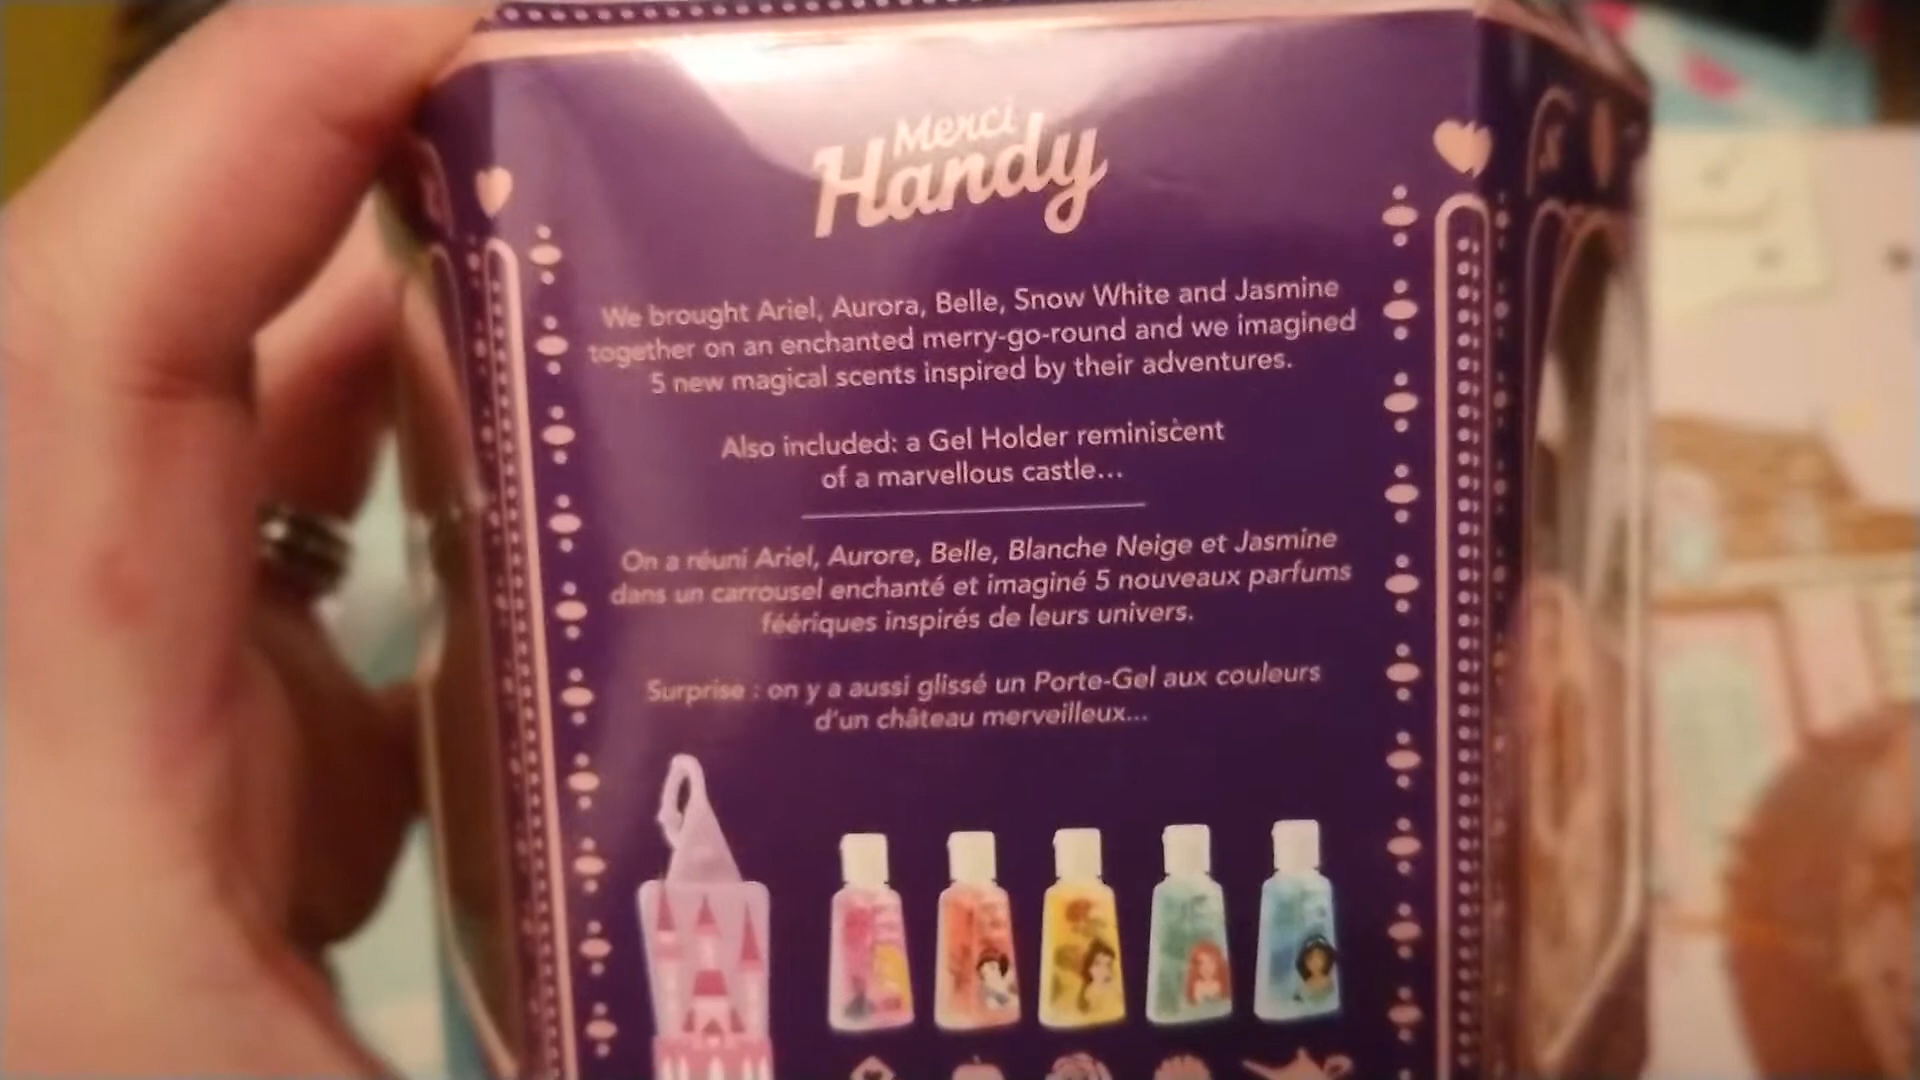 Merci
Handy
We brought Ariel, Aurora, Belle, Snow White and Jasmine
together on an enchanted merry-go-round and we imagined
5 new magical scents inspired by their adventures.
Also included: a Gel Holder reminiscent
of a marvellous castle...
On a réuni Ariel, Aurore, Belle, Blanche Neige et Jasmine
dans un carrousel enchanté et imaginé 5 nouveaux parfums
féériques inspirés de leurs univers.
Surprise : on y a aussi glissé un Porte-Gel aux couleurs
d'un château merveilleux...